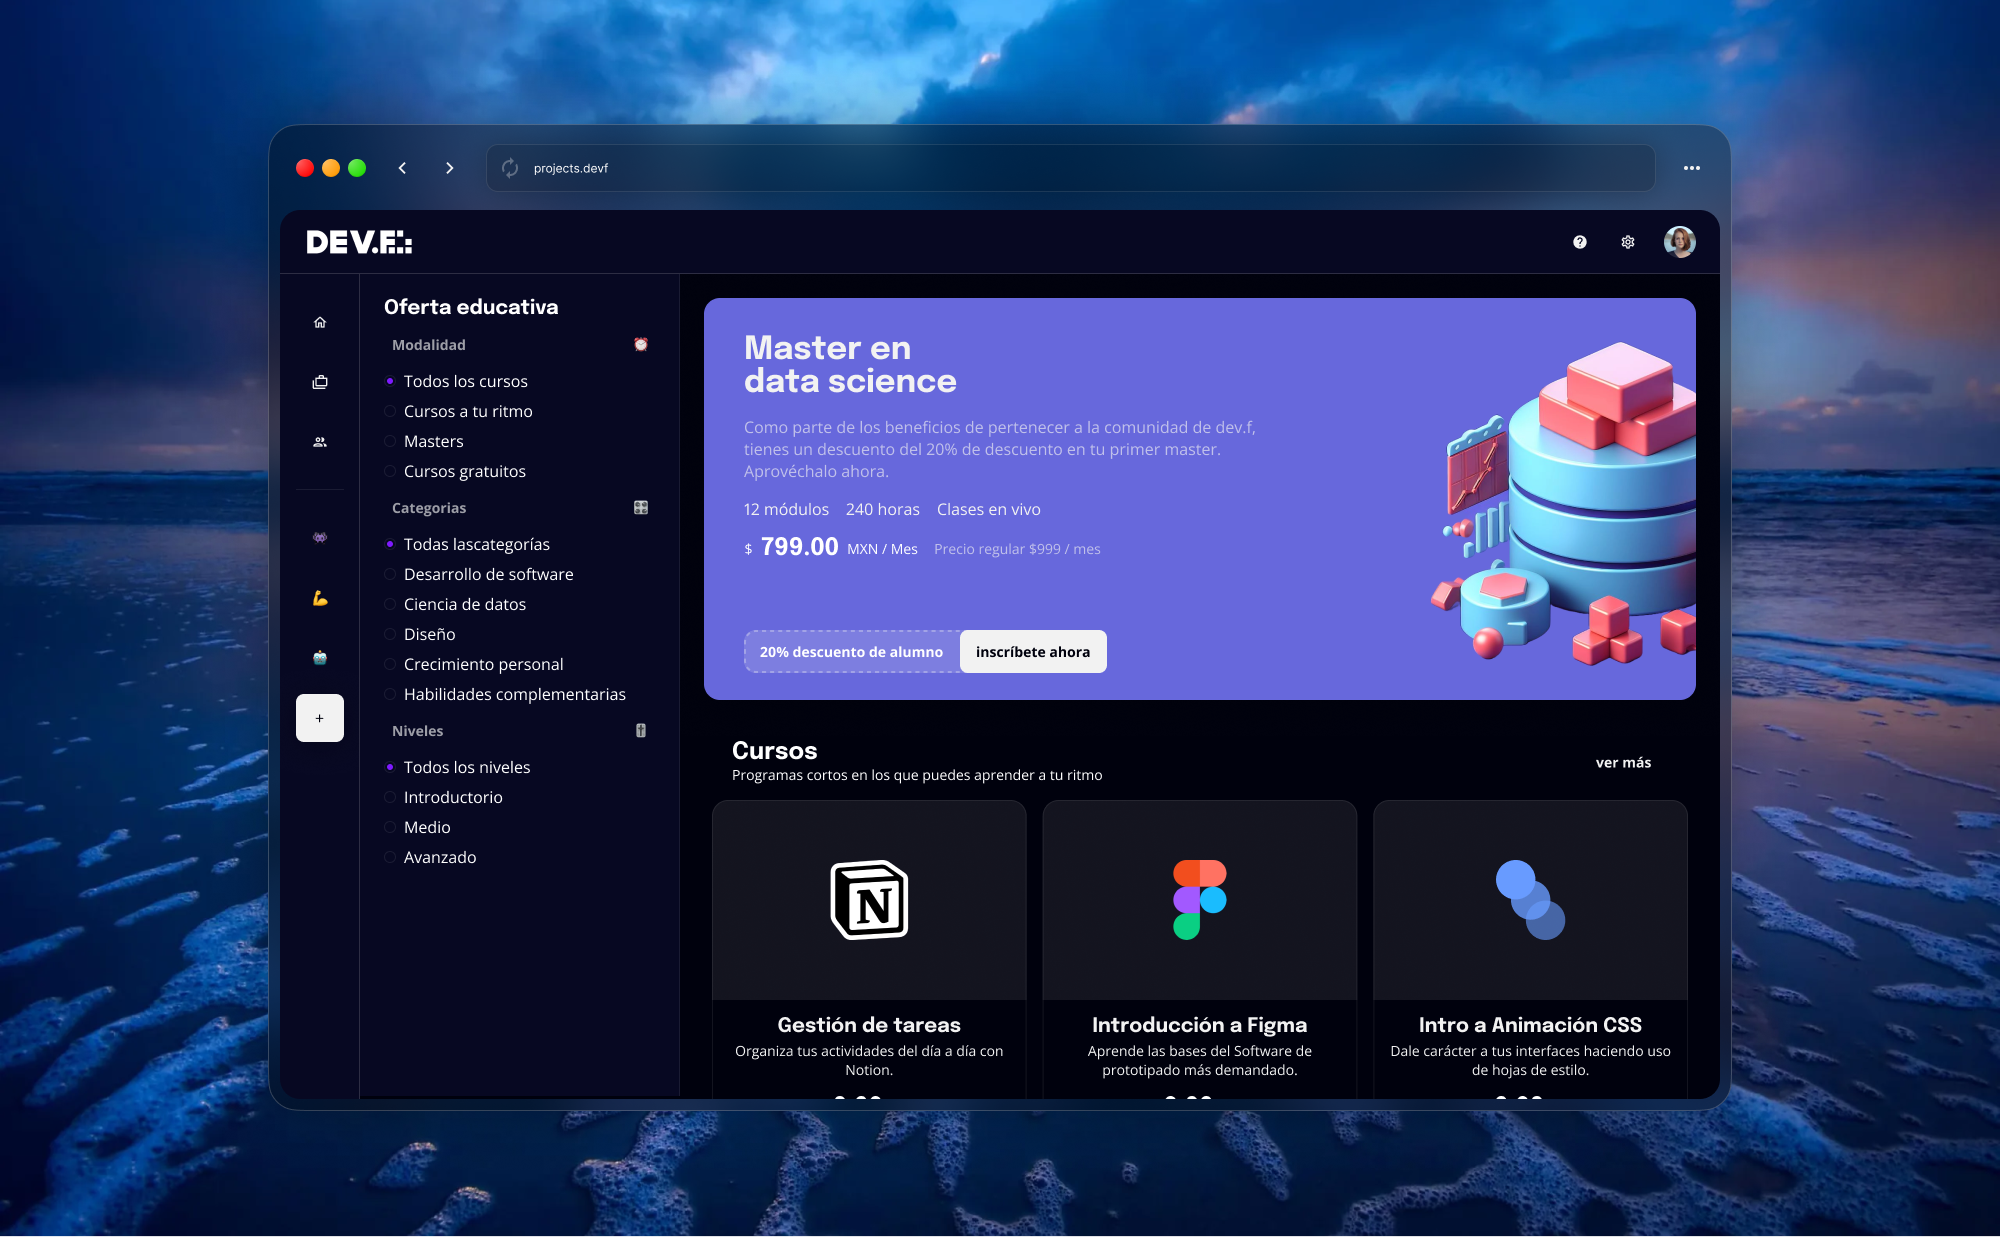 projects.devf
DEV.F.:
Oferta educativa
Modalidad
Todos los cursos
Cursos a tu ritmo
Masters
Cursos gratuitos
Categorias
Todas lascategorías
Desarrollo de software
Ciencia de datos
Diseño
Crecimiento personal
Habilidades complementarias
Niveles
Todos los niveles
Introductorio
Medio
Avanzado
Master en
data science
Como parte de los beneficios de pertenecer a la comunidad de dev.f,
tienes un descuento del 20% de descuento en tu primer master.
Aprovéchalo ahora.
12 módulos 240 horas Clases en vivo
$ 799.00 MXN / Mes Precio regular $999 / mes
20% descuento de alumno inscríbete ahora
Cursos
Programas cortos en los que puedes aprender a tu ritmo
ver más
N
Gestión de tareas
Organiza tus actividades del día a día con
Notion.
Introducción a Figma
Aprende las bases del Software de
prototipado más demandado.
Intro a Animación CSS
Dale carácter a tus interfaces haciendo uso
de hojas de estilo.